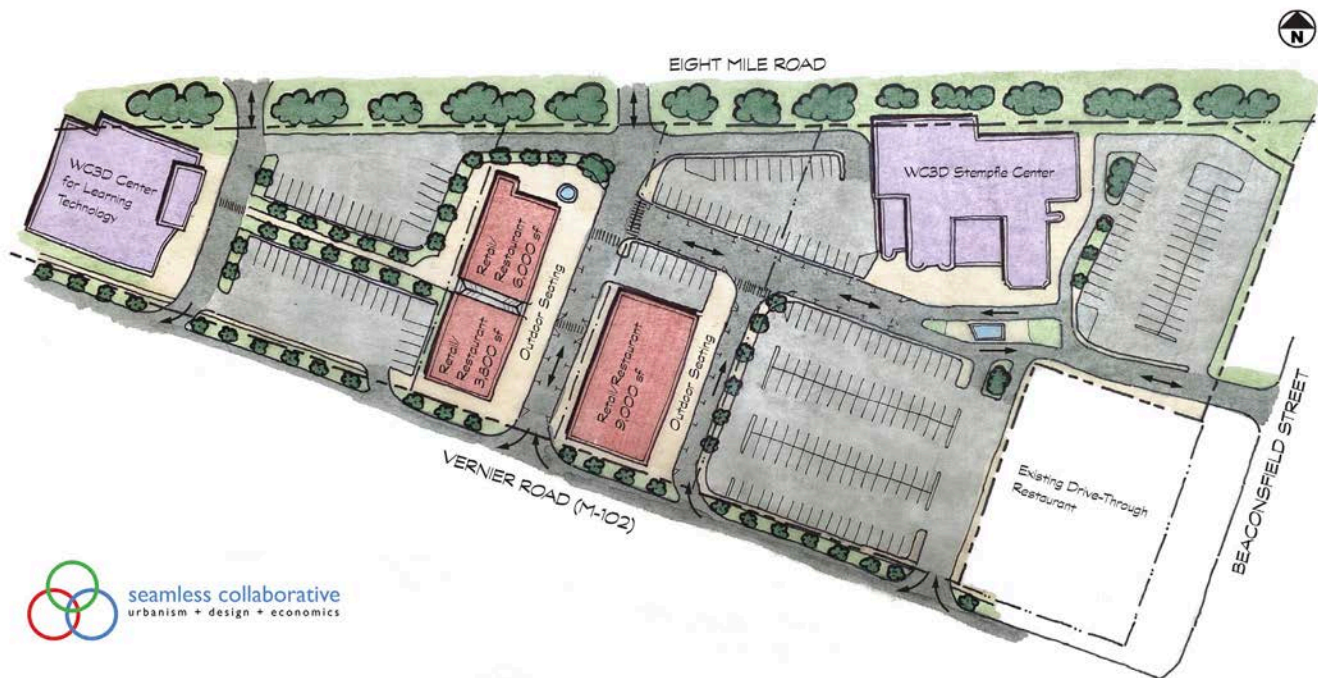 N
EIGHT MILE ROAD
WC3D Center
for Learning
Technology
WC3D Stempfle Center
Retail/
Restaurant
6,000 sf
Retail/
Restaurant
3,800 sf
Outdoor Seating
Retail/Restaurant
9,000 sf
Outdoor Seating
Existing Drive-Through
Restaurant
VERNIER ROAD (M-102)
BEACONSFIELD STREET
seamless collaborative
urbanism + design + economics